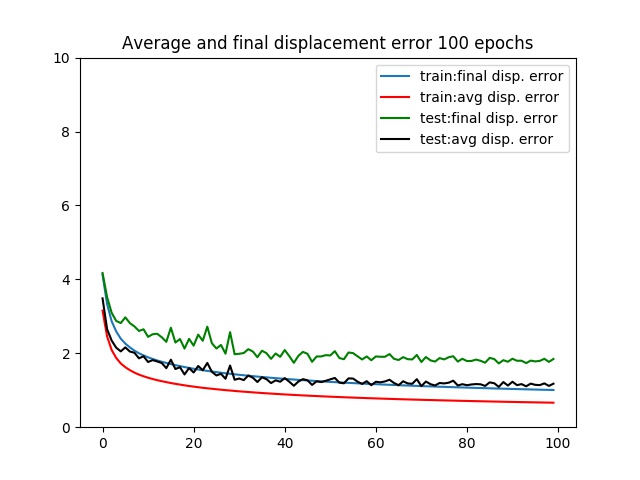 Average and final displacement error 100 epochs
10
8
6
4
2
0
train:final disp. error
train:avg disp. error
test:final disp. error
test:avg disp. error
0 20 40 60 80 100